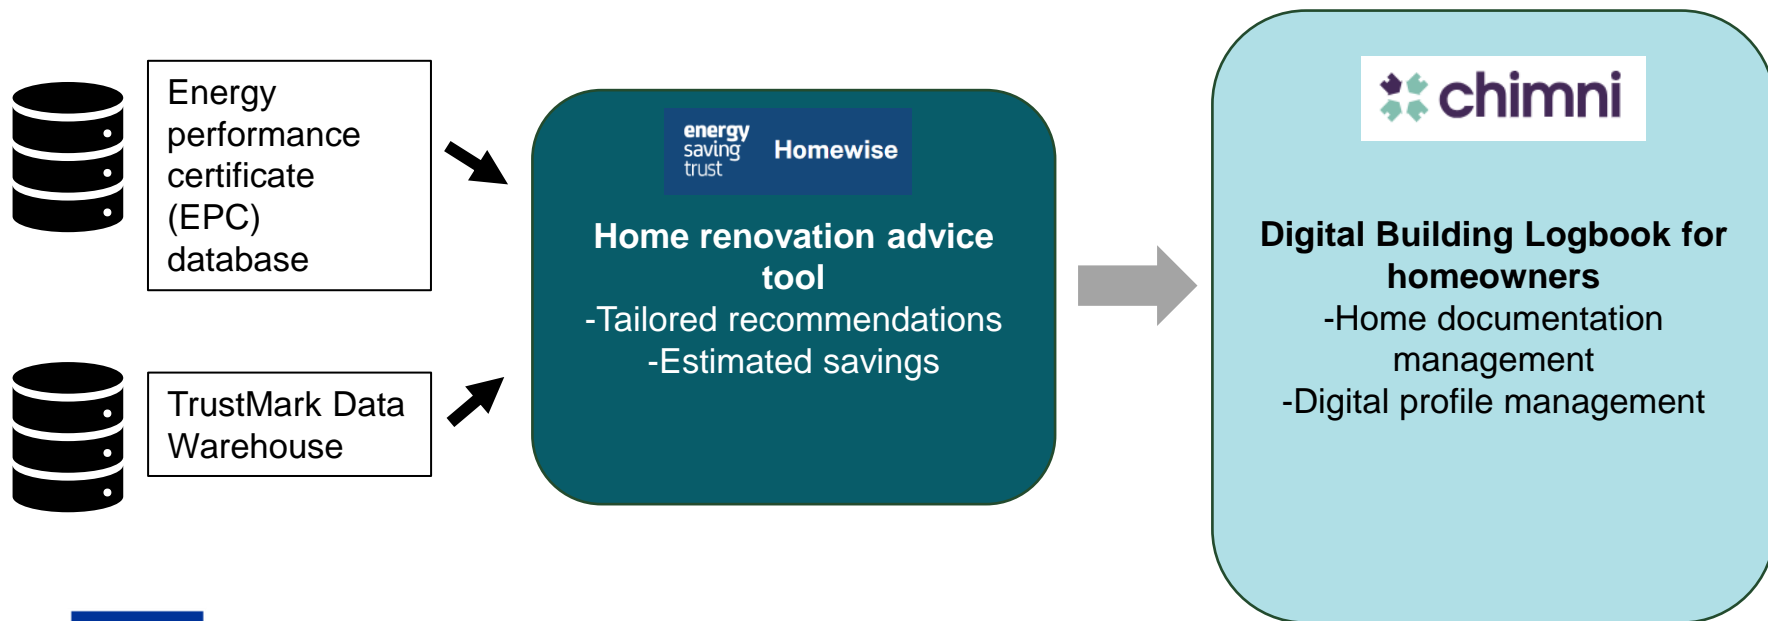 Energy
performance
certificate
(EPC)
database
TrustMark Data
Warehouse
energy
saving
trust
Homewise
Home renovation advice
tool
-Tailored recommendations
-Estimated savings
chimni
Digital Building Logbook for
homeowners
-Home documentation
management
-Digital profile management